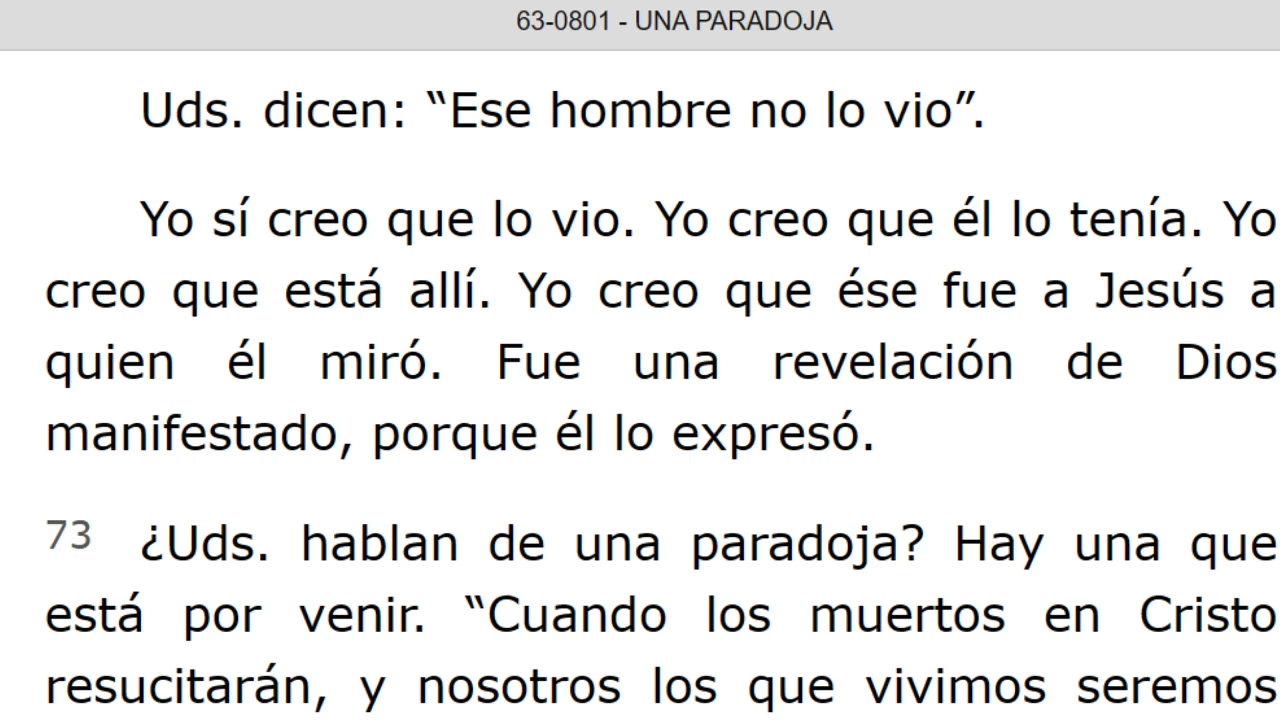 63-0801 - UNA PARADOJA
Uds. dicen: “Ese hombre no lo vio”.
Yo sí creo que lo vio. Yo creo que él lo tenía. Yo
creo que está allí. Yo creo que ése fue a Jesús a
quien él miró. Fue una revelación de Dios
manifestado, porque él lo expresó.
73 ¿Uds. hablan de una paradoja? Hay una que
está por venir. “Cuando los muertos en Cristo
resucitarán, y nosotros los que vivimos seremos